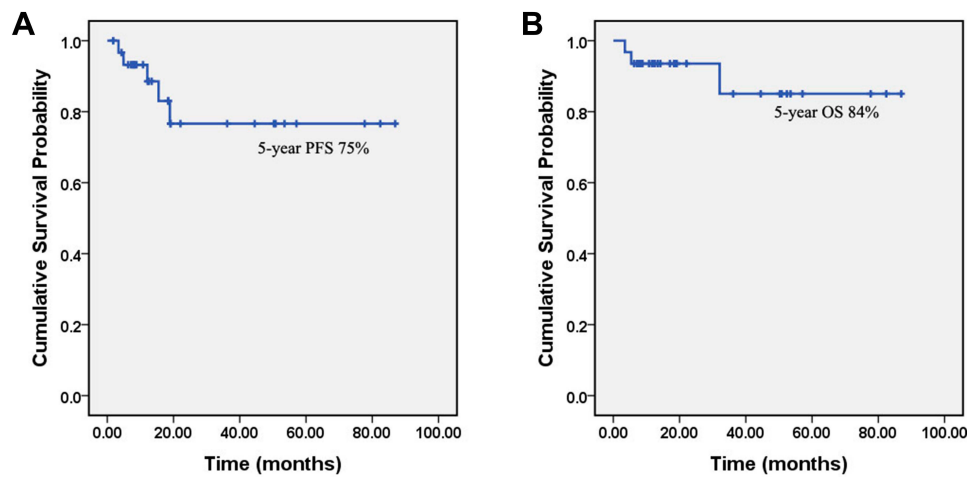 A
Cumulative Survival Probability
1.0
0.8
0.6
0.4
0.2
0.0
5-year PFS 75%
0.00 20.00 40.00 60.00 80.00 100.00
Time (months)
B
Cumulative Survival Probability
1.0
0.8
0.6
0.4
0.2
0.0
5-year OS 84%
0.00 20.00 40.00 60.00 80.00 100.00
Time (months)